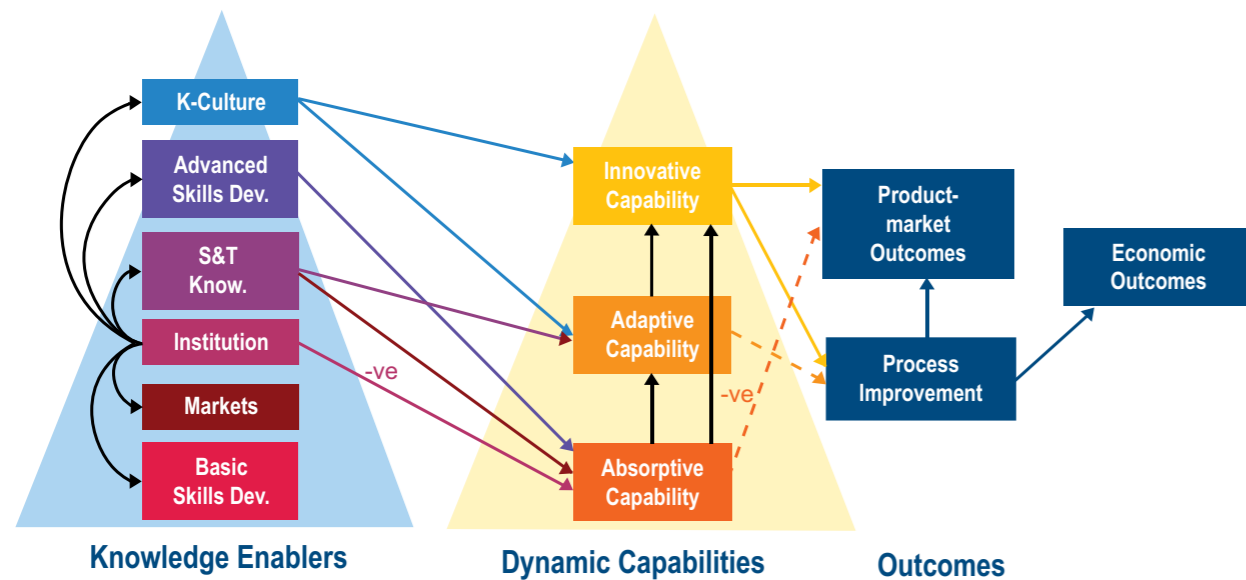 K-Culture
Advanced
Skills Dev.
S&T
Know.
Institution
Markets
Basic
Skills Dev.
-ve
Knowledge Enablers
Innovative
Capability
Adaptive
Capability
Absorptive
Capability
-ve
Dynamic Capabilities
Product-
market
Outcomes
Process
Improvement
Economic
Outcomes
Outcomes